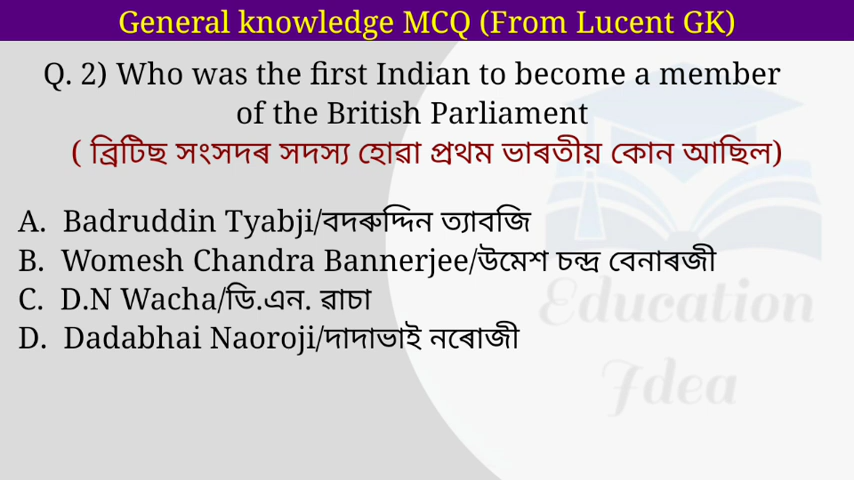 General knowledge MCQ (From Lucent GK)
Q. 2) Who was the first Indian to become a member
of the British Parliament
( ব্ৰিটিছ সংসদৰ সদস্য হোৱা প্ৰথম ভাৰতীয় কোন আছিল)
A. Badruddin Tyabji/বদৰুদ্দিন ত্যাবজি
B. Womesh Chandra Bannerjee/উমেশ চন্দ্ৰ বেনাৰজী
C. D.N Wacha/ডি.এন. ৱাচা
D. Dadabhai Naoroji/দাদাভাই নৰোজী
Education
Idea